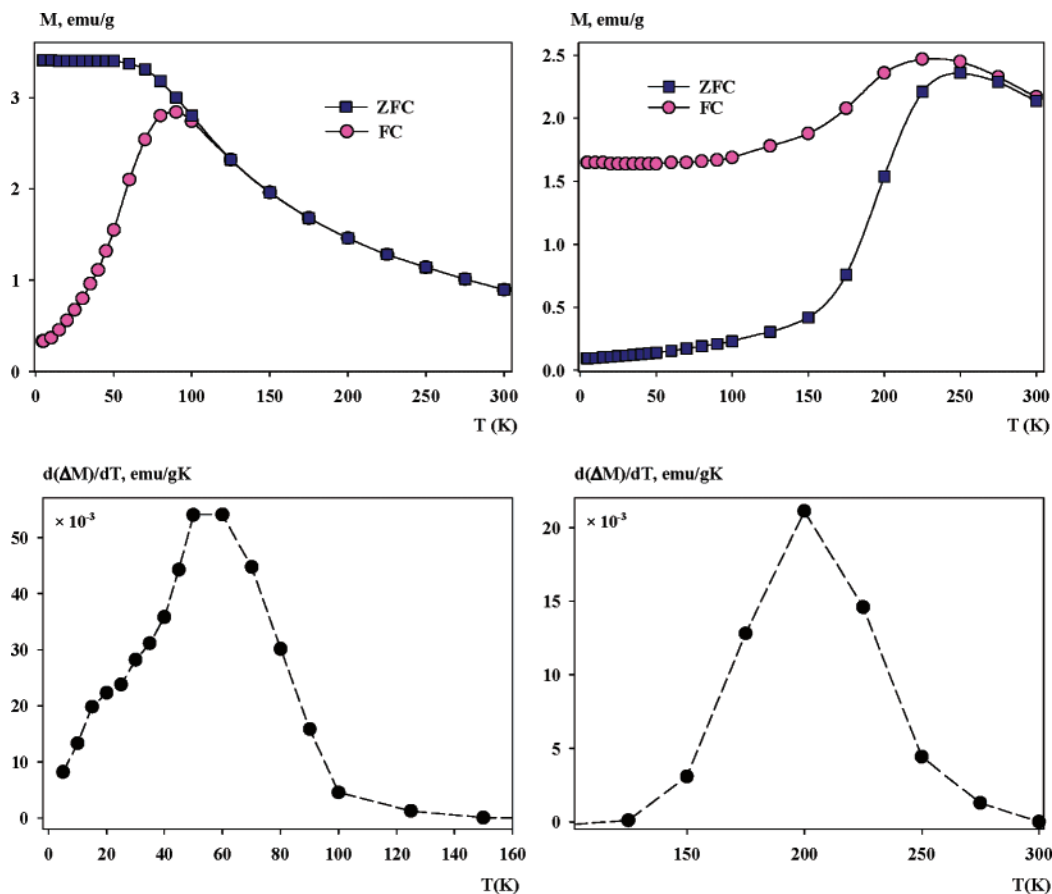 M, emu/g
3
2
1
0
ZFC
FC
0 50 100 150 200 250 300
T (K)
M, emu/g
2.5
2.0
1.5
1.0
0.5
0.0
ZFC
FC
0 50 100 150 200 250 300
T (K)
d(ΔM)/dT, emu/gK
× 10⁻³
50
40
30
20
10
0
0 20 40 60 80 100 120 140 160
T(K)
d(ΔM)/dT, emu/gK
× 10⁻³
20
15
10
5
0
150 200 250 300
T(K)